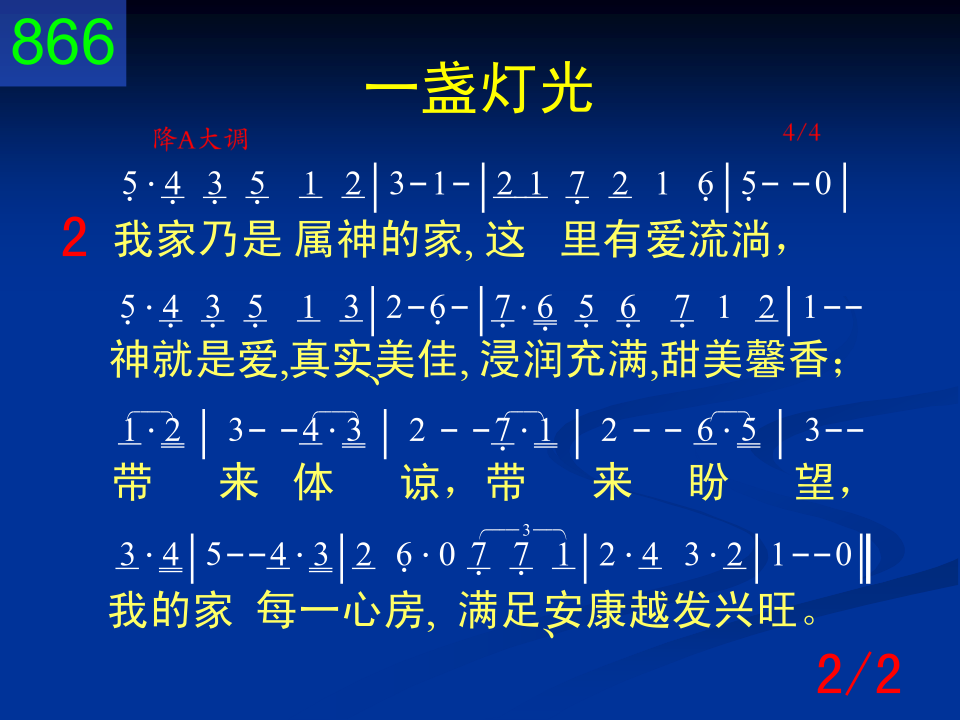 866
一盏灯光
降A大调 4/4
5·4 3 5 1 2|3-1-|2 1 7 2 1 6|5--0|
2 我家乃是 属神的家, 这 里有爱流淌，
5·4 3 5 1 3|2-6-|7·6 5 6 7 1 2|1--
神就是爱,真实、美佳, 浸润充满,甜美馨香；
1·2|3--4·3|2--7·1|2--6·5|3--
带 来 体 谅，带 来 盼 望，
3·4|5--4·3|2 6·0 7 7 1|2·4 3·2|1--0‖
3
我的家 每一心房, 满足、安康越发兴旺。
2/2